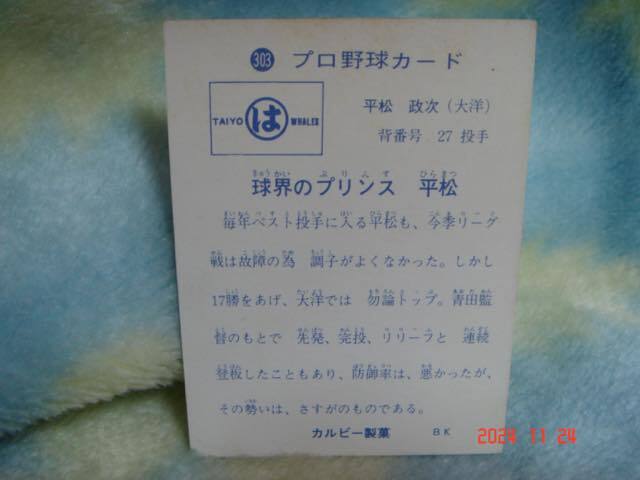 303 プロ野球カード
TAIYO は WHALES
平松 政次(大洋)
背番号 27 投手
球界のプリンス 平松
毎年ベスト投手に入る平松も、今季リーグ
戦は故障の為 調子がよくなかった。しかし
17勝をあげ、大洋では 勿論トップ。青田監
督のもとで 先発、完投、リリーフと 連続
登板したこともあり、防御率は、悪かったが、
その勢いは、さすがのものである。
カルビー製菓 BK
2024 11 24